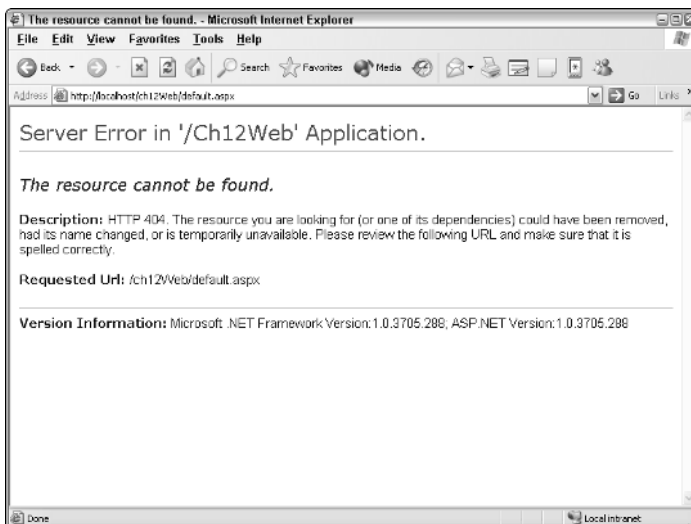 The resource cannot be found. - Microsoft Internet Explorer
File Edit View Favorites Tools Help
Back Search Favorites Media
Address http://localhost/ch12Web/default.aspx Go Links
Server Error in '/Ch12Web' Application.
The resource cannot be found.
Description: HTTP 404. The resource you are looking for (or one of its dependencies) could have been removed,
had its name changed, or is temporarily unavailable. Please review the following URL and make sure that it is
spelled correctly.
Requested Url: /ch12Web/default.aspx
Version Information: Microsoft .NET Framework Version:1.0.3705.288; ASP.NET Version:1.0.3705.288
Done Local intranet